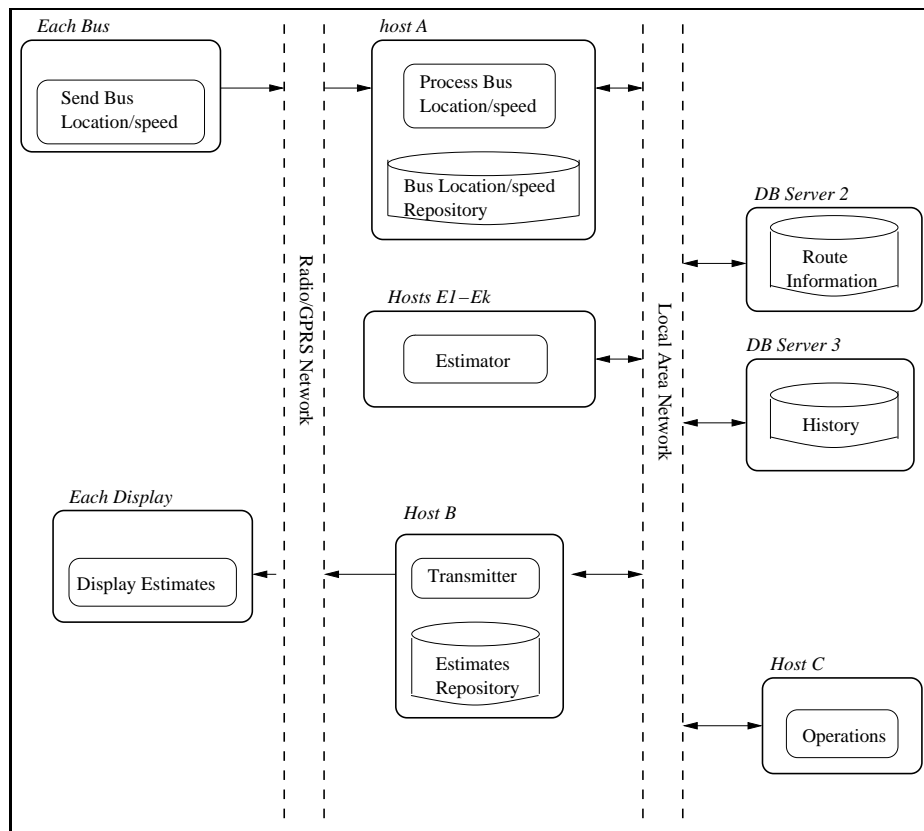 Each Bus
Send Bus
Location/speed
host A
Process Bus
Location/speed
Bus Location/speed
Repository
DB Server 2
Route
Information
Radio/GPRS Network
Local Area Network
Hosts E1−Ek
Estimator
DB Server 3
History
Each Display
Display Estimates
Host B
Transmitter
Estimates
Repository
Host C
Operations